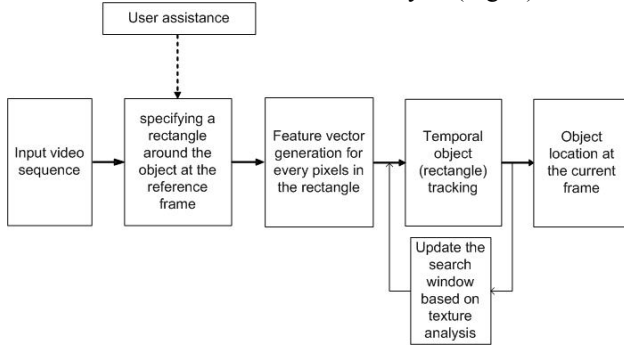 User assistance
Input video
sequence
specifying a
rectangle
around the
object at the
reference
frame
Feature vector
generation for
every pixels in
the rectangle
Temporal
object
(rectangle)
tracking
Object
location at
the current
frame
Update the
search
window
based on
texture
analysis